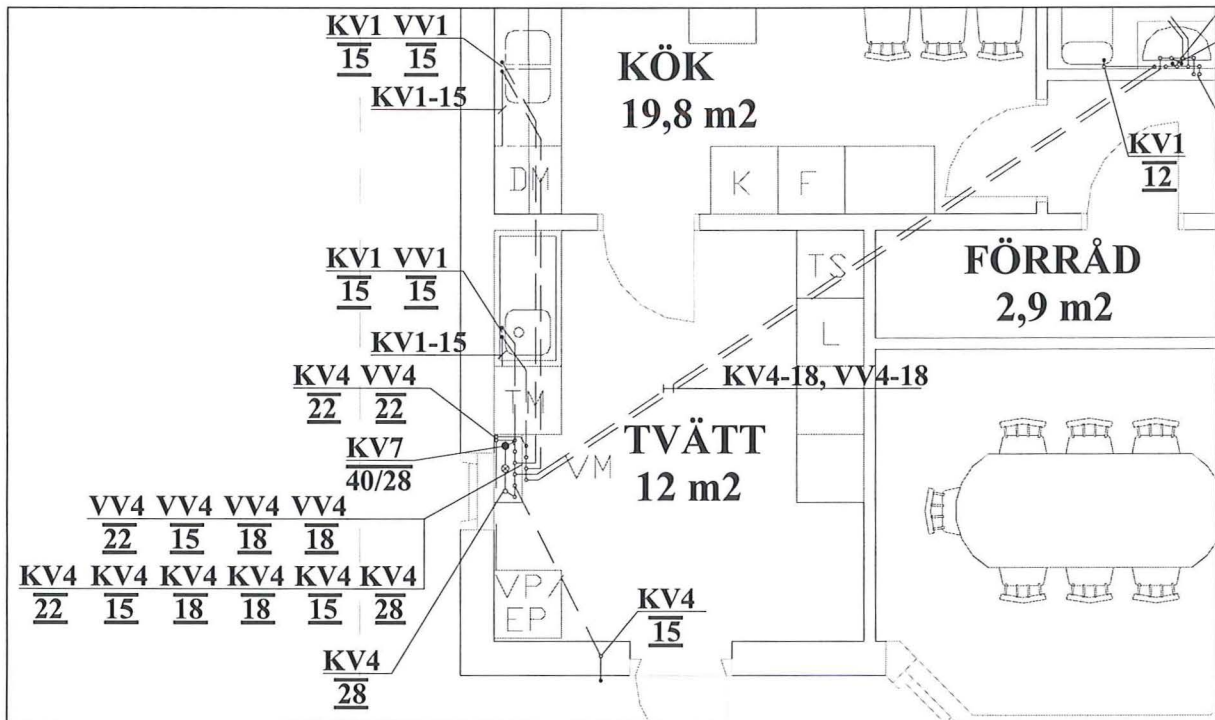 KV1 VV1
15 15
KV1-15
KÖK
19,8 m2
KV1
12
DM
K F
KV1 VV1
15 15
KV1-15
TS
FÖRRÅD
2,9 m2
L
KV4 VV4
22 22
KV4-18, VV4-18
TM
KV7
40/28
TVÄTT
12 m2
VM
VV4 VV4 VV4 VV4
22 15 18 18
KV4 KV4 KV4 KV4 KV4 KV4
22 15 18 18 15 28
VP/
EP
KV4
15
KV4
28